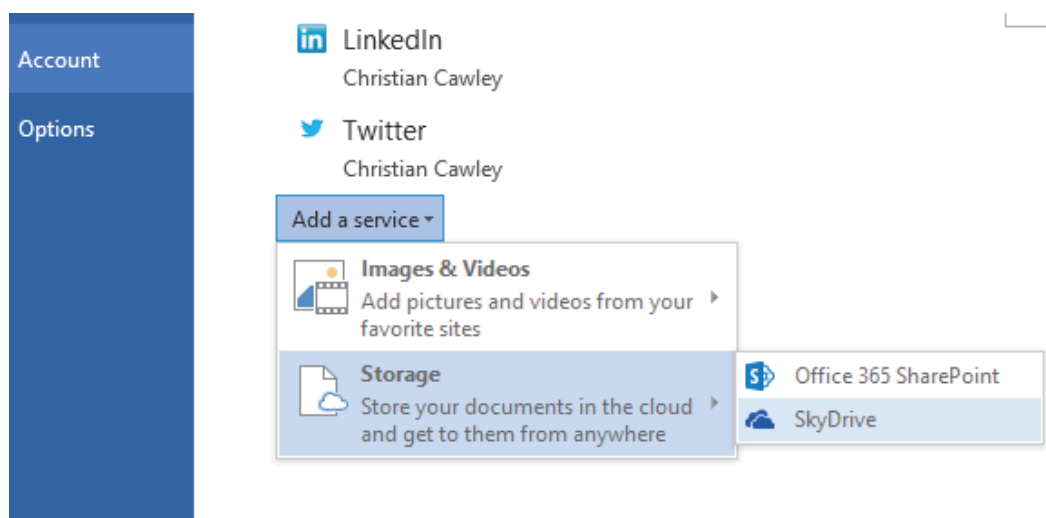 Account
Options
LinkedIn
Christian Cawley
Twitter
Christian Cawley
Add a service
Images & Videos
Add pictures and videos from your
favorite sites
Storage
Store your documents in the cloud
and get to them from anywhere
Office 365 SharePoint
SkyDrive